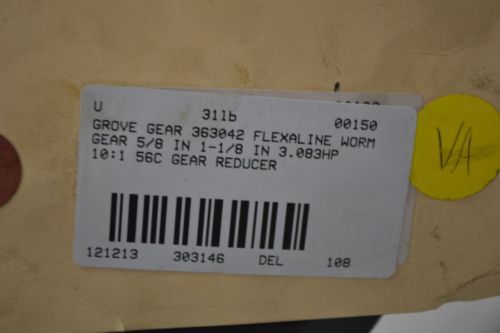 U 31lb 00150
GROVE GEAR 363042 FLEXALINE WORM
GEAR 5/8 IN 1-1/8 IN 3.083HP
10:1 56C GEAR REDUCER
121213 303146 DEL 108
VA